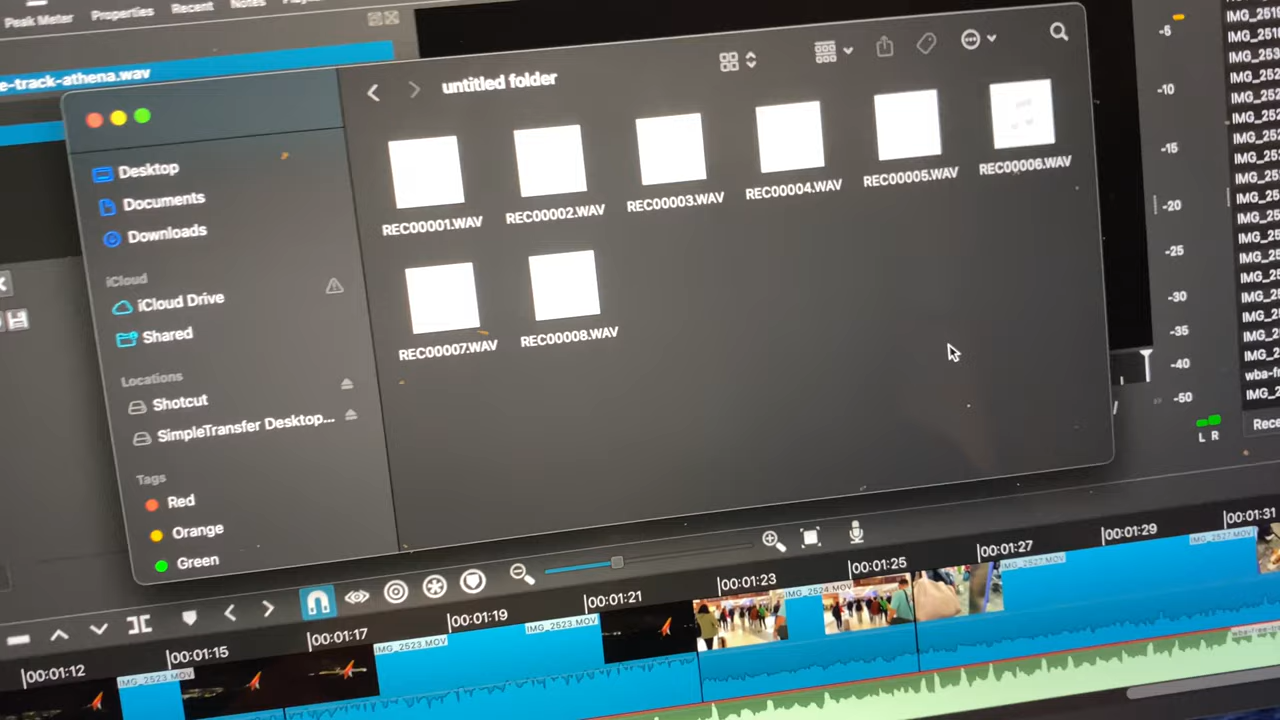 Peak Meter
Properties
Recent
Notes
e-track-athena.wav
untitled folder
Desktop
Documents
Downloads
iCloud
iCloud Drive
Shared
Locations
Shotcut
SimpleTransfer Desktop...
Tags
Red
Orange
Green
REC00001.WAV
REC00002.WAV
REC00003.WAV
REC00004.WAV
REC00005.WAV
REC00006.WAV
REC00007.WAV
REC00008.WAV
-5
-10
-15
-20
-25
-30
-35
-40
-50
L R
00:01:12
00:01:15
00:01:17
00:01:19
00:01:21
00:01:23
00:01:25
00:01:27
00:01:29
00:01:31
IMG_2523.MOV
IMG_2523.MOV
IMG_2523.MOV
IMG_2524.MOV
IMG_2527.MOV
IMG_2527.MOV